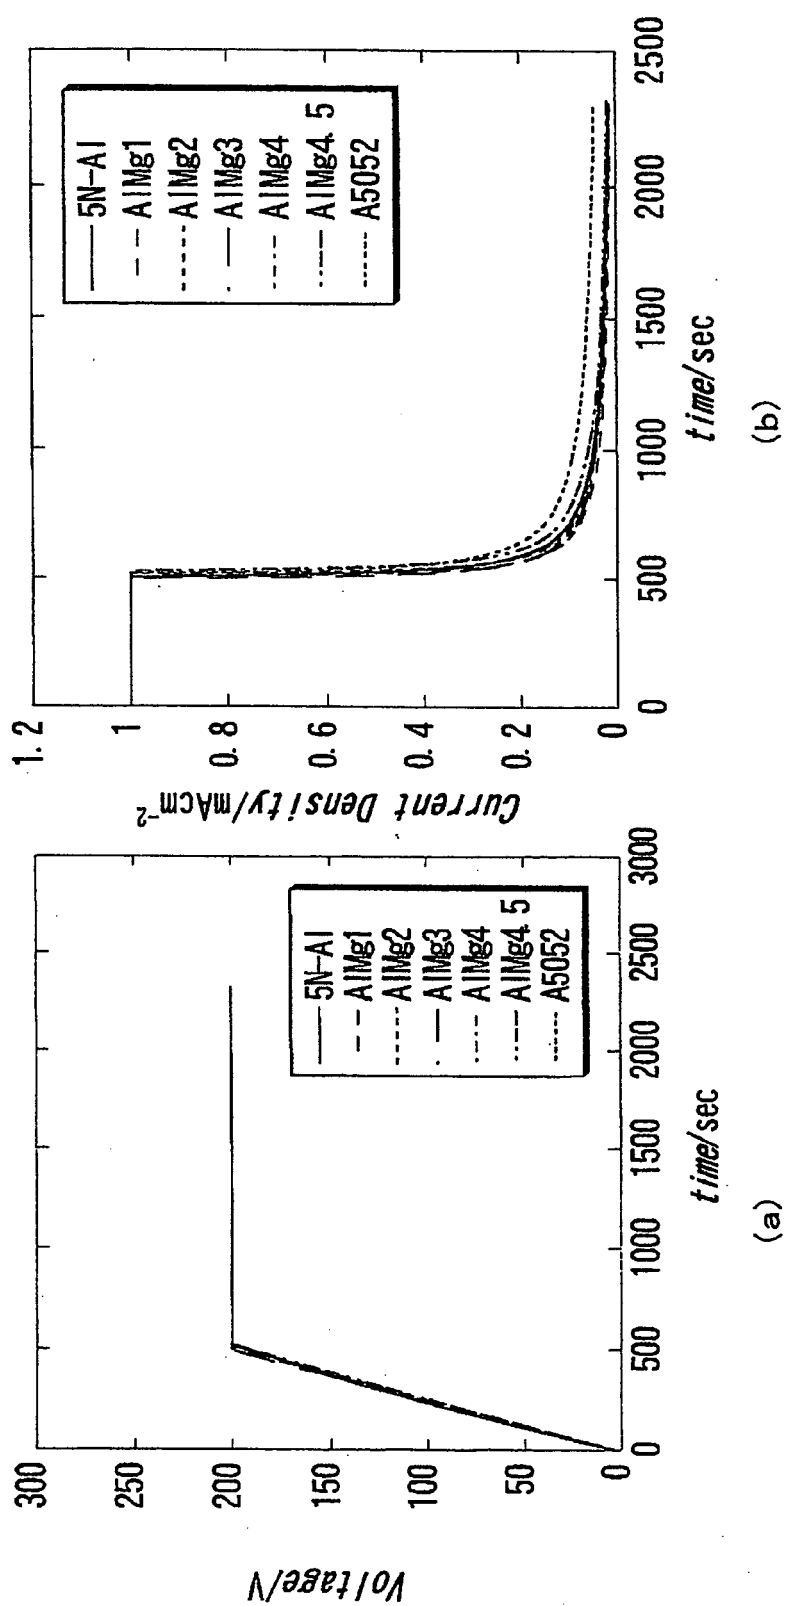 Voltage/V
300
250
200
150
100
50
0
5N-Al
AlMg1
AlMg2
AlMg3
AlMg4
AlMg4.5
A5052
0
500
1000
1500
2000
2500
3000
time/sec
(a)
Current Density/mAcm⁻²
1.2
1
0.8
0.6
0.4
0.2
0
5N-Al
AlMg1
AlMg2
AlMg3
AlMg4
AlMg4.5
A5052
0
500
1000
1500
2000
2500
time/sec
(b)